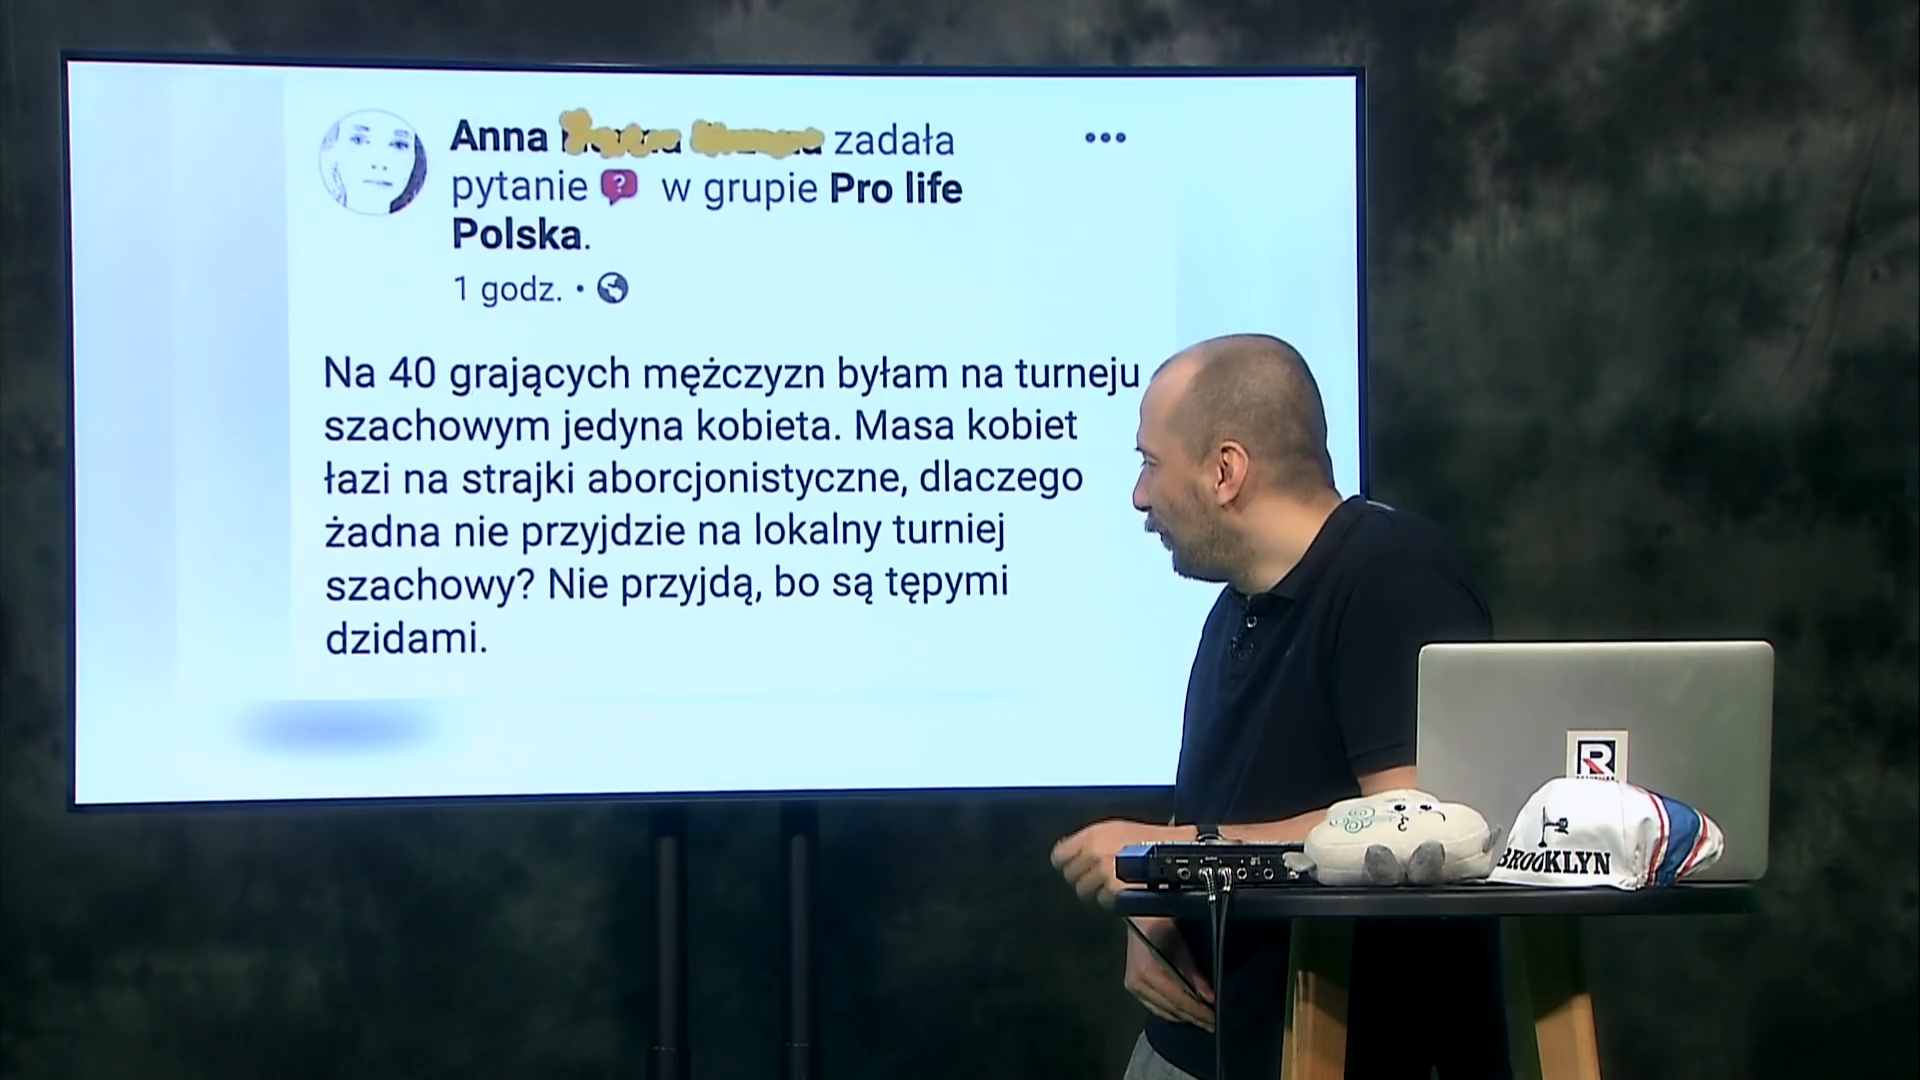 Anna zadała
pytanie ? w grupie Pro life
Polska.
1 godz. •
Na 40 grających mężczyzn byłam na turneju
szachowym jedyna kobieta. Masa kobiet
łazi na strajki aborcjonistyczne, dlaczego
żadna nie przyjdzie na lokalny turniej
szachowy? Nie przyjdą, bo są tępymi
dzidami.
R
BROOKLYN